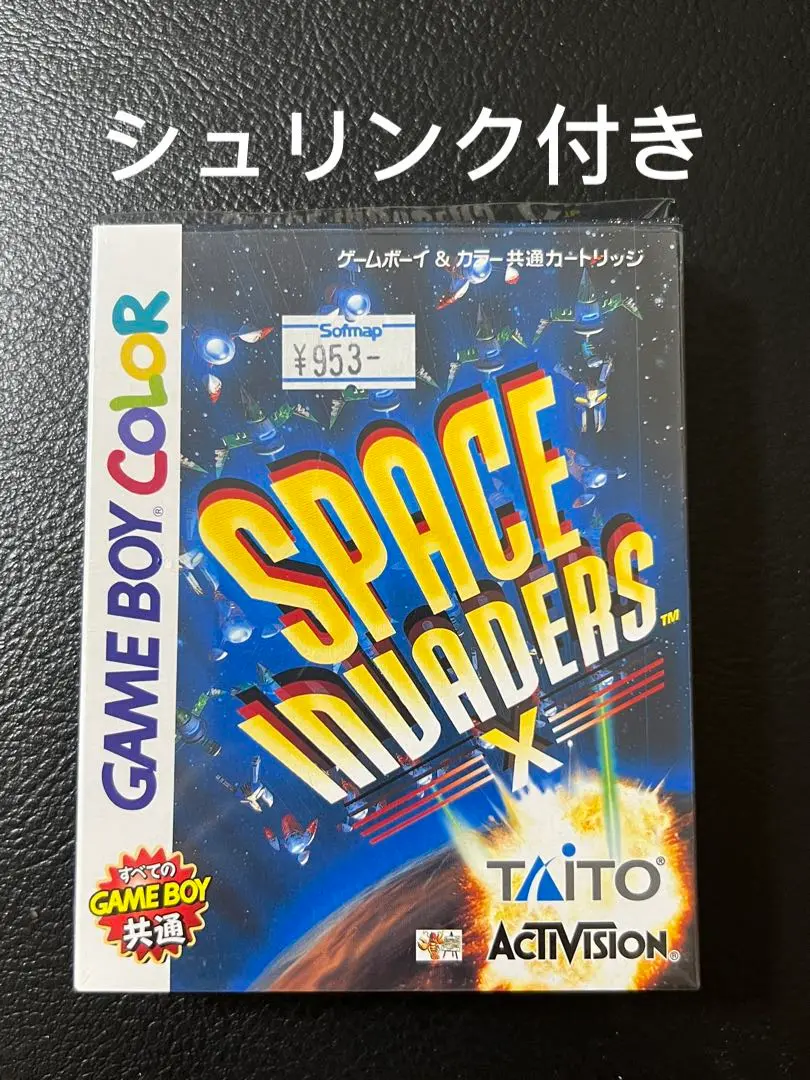 シュリンク付き
ゲームボーイ & カラー共通カートリッジ
Sofmap
¥953-
GAME BOY® COLOR
SPACE
INVADERS™
X
すべての
GAME BOY
共通
TAITO®
ACTIVISION®